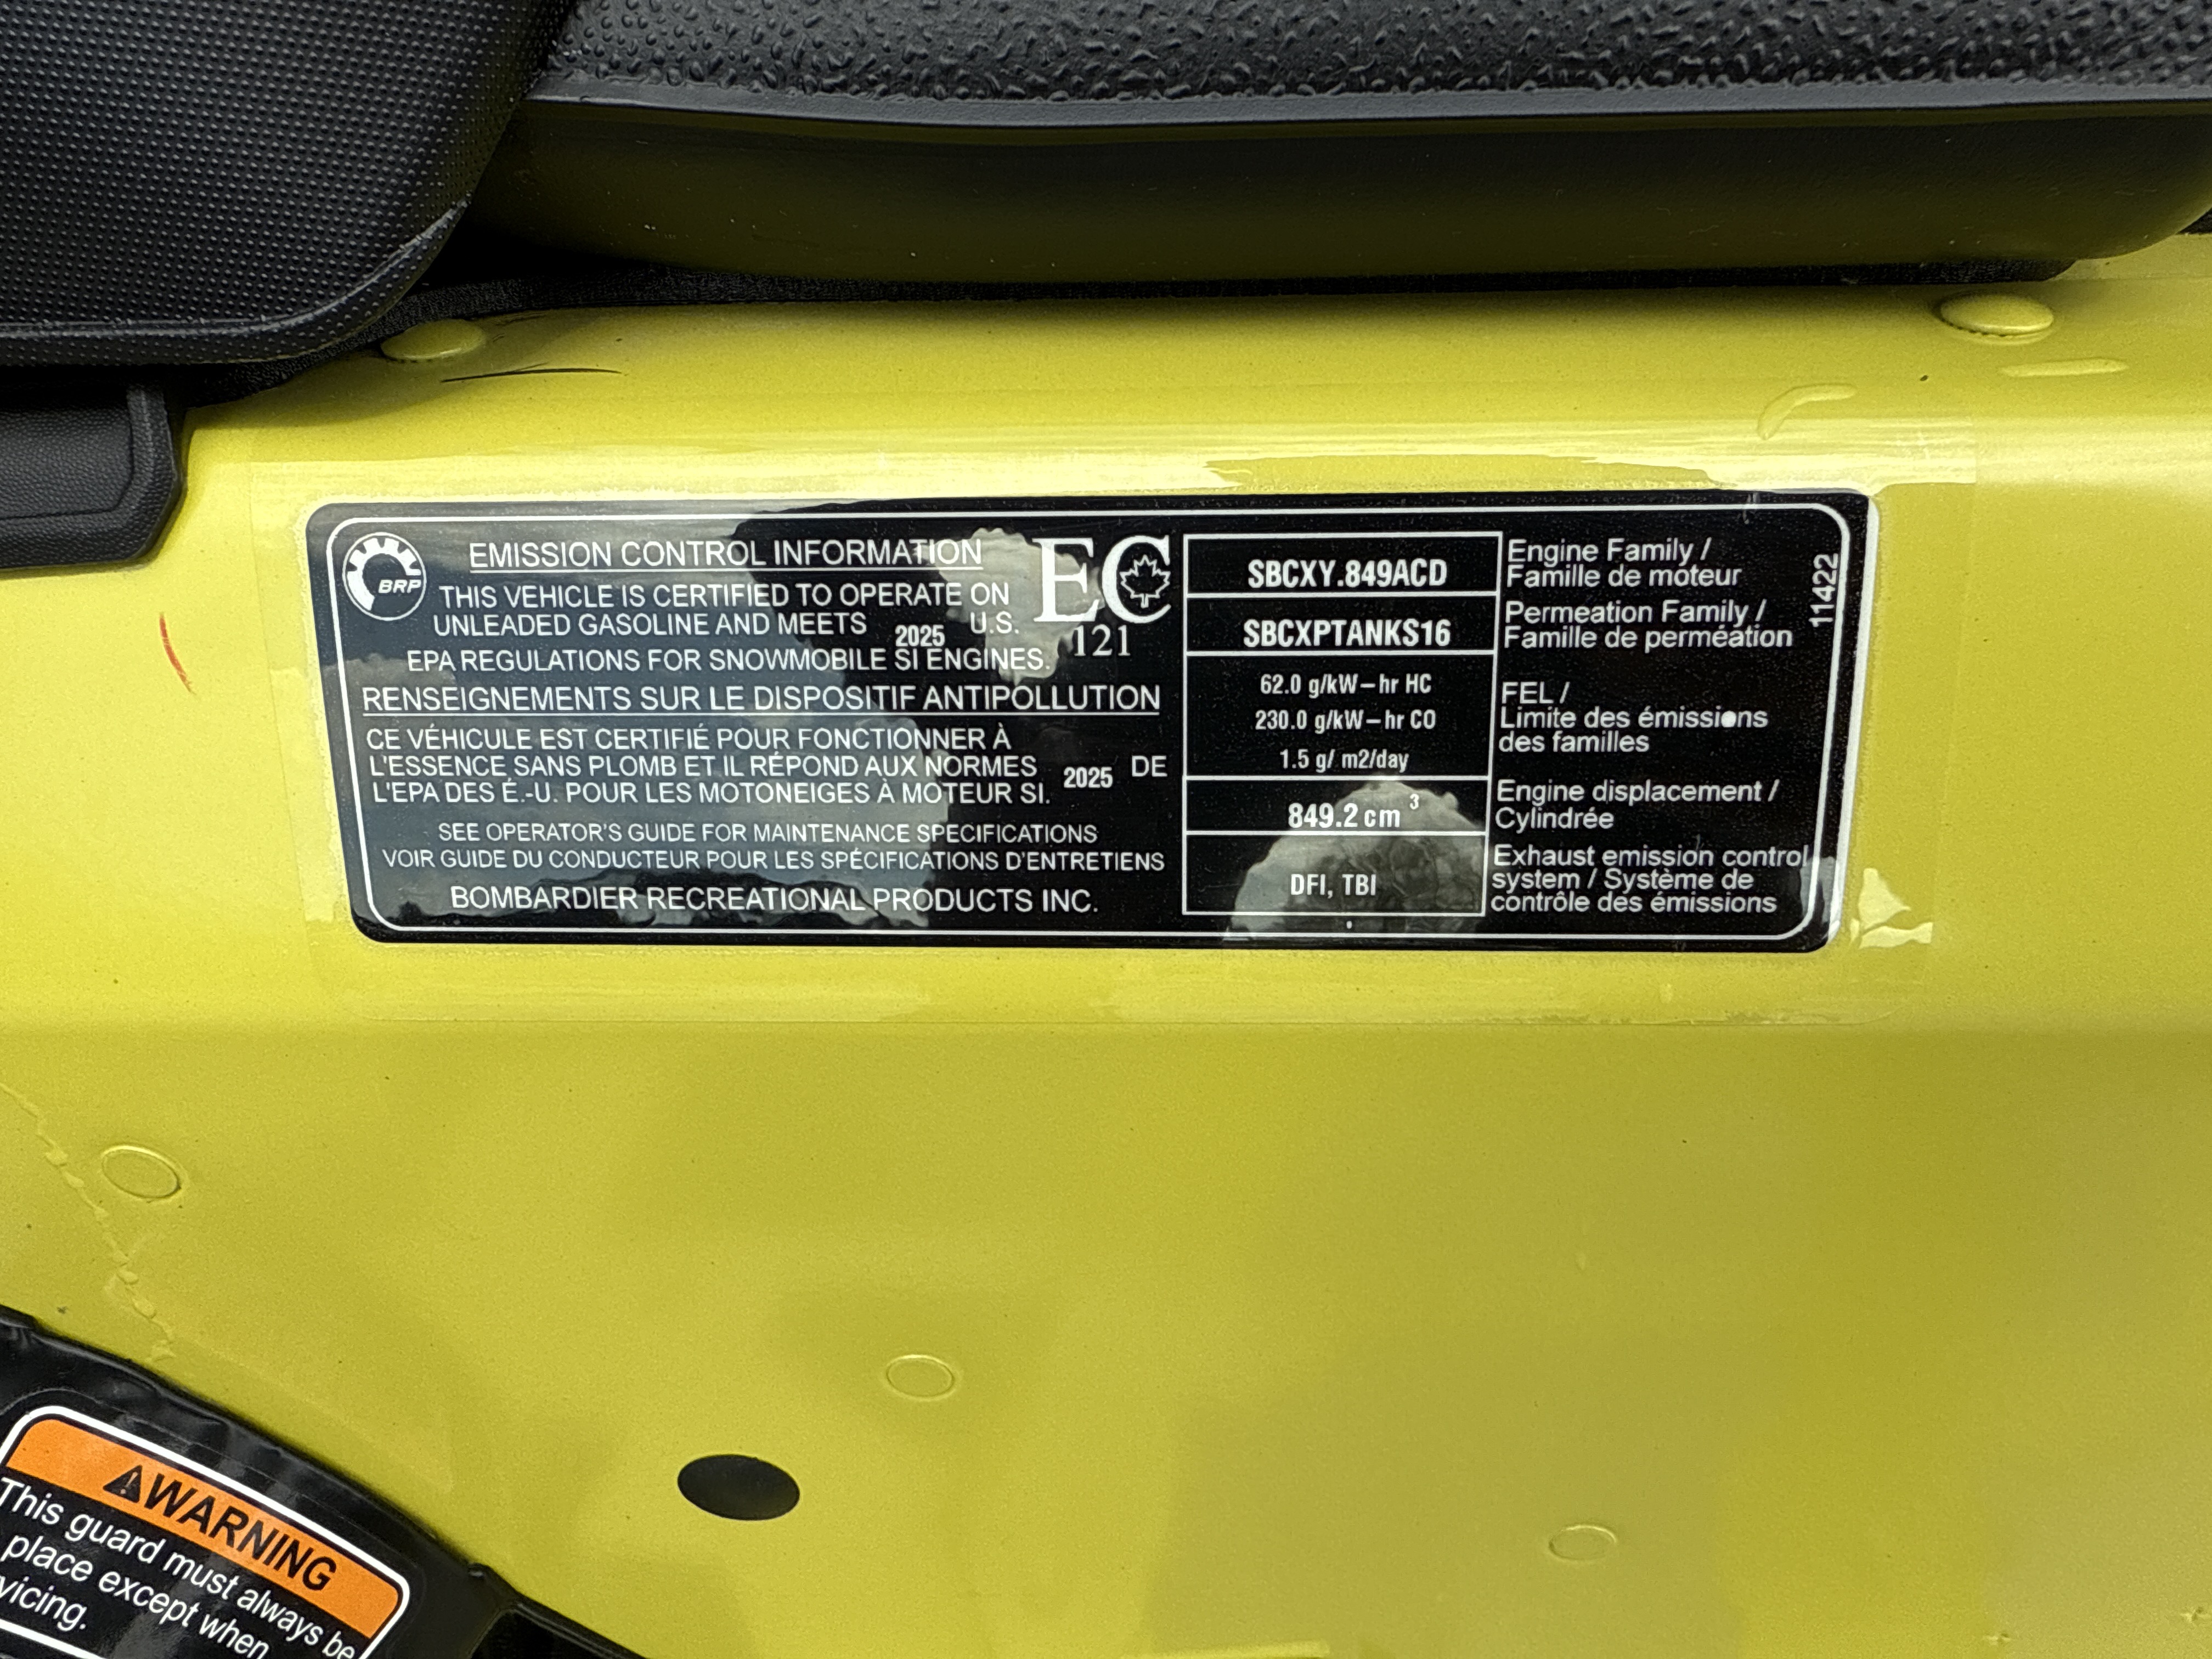 BRP
EMISSION CONTROL INFORMATION
THIS VEHICLE IS CERTIFIED TO OPERATE ON
UNLEADED GASOLINE AND MEETS 2025 U.S.
EPA REGULATIONS FOR SNOWMOBILE SI ENGINES.
EC
121
RENSEIGNEMENTS SUR LE DISPOSITIF ANTIPOLLUTION
CE VÉHICULE EST CERTIFIÉ POUR FONCTIONNER À
L'ESSENCE SANS PLOMB ET IL RÉPOND AUX NORMES 2025 DE
L'EPA DES É.-U. POUR LES MOTONEIGES À MOTEUR SI.
SEE OPERATOR'S GUIDE FOR MAINTENANCE SPECIFICATIONS
VOIR GUIDE DU CONDUCTEUR POUR LES SPÉCIFICATIONS D'ENTRETIENS
BOMBARDIER RECREATIONAL PRODUCTS INC.
SBCXY.849ACD
Engine Family /
Famille de moteur
SBCXPTANKS16
Permeation Family /
Famille de perméation
62.0 g/kW–hr HC
230.0 g/kW–hr CO
1.5 g/ m2/day
FEL /
Limite des émissions
des familles
849.2 cm³
Engine displacement /
Cylindrée
DFI, TBI
Exhaust emission control
system / Système de
contrôle des émissions
11422
WARNING
This guard must always be
place except when
vicing.